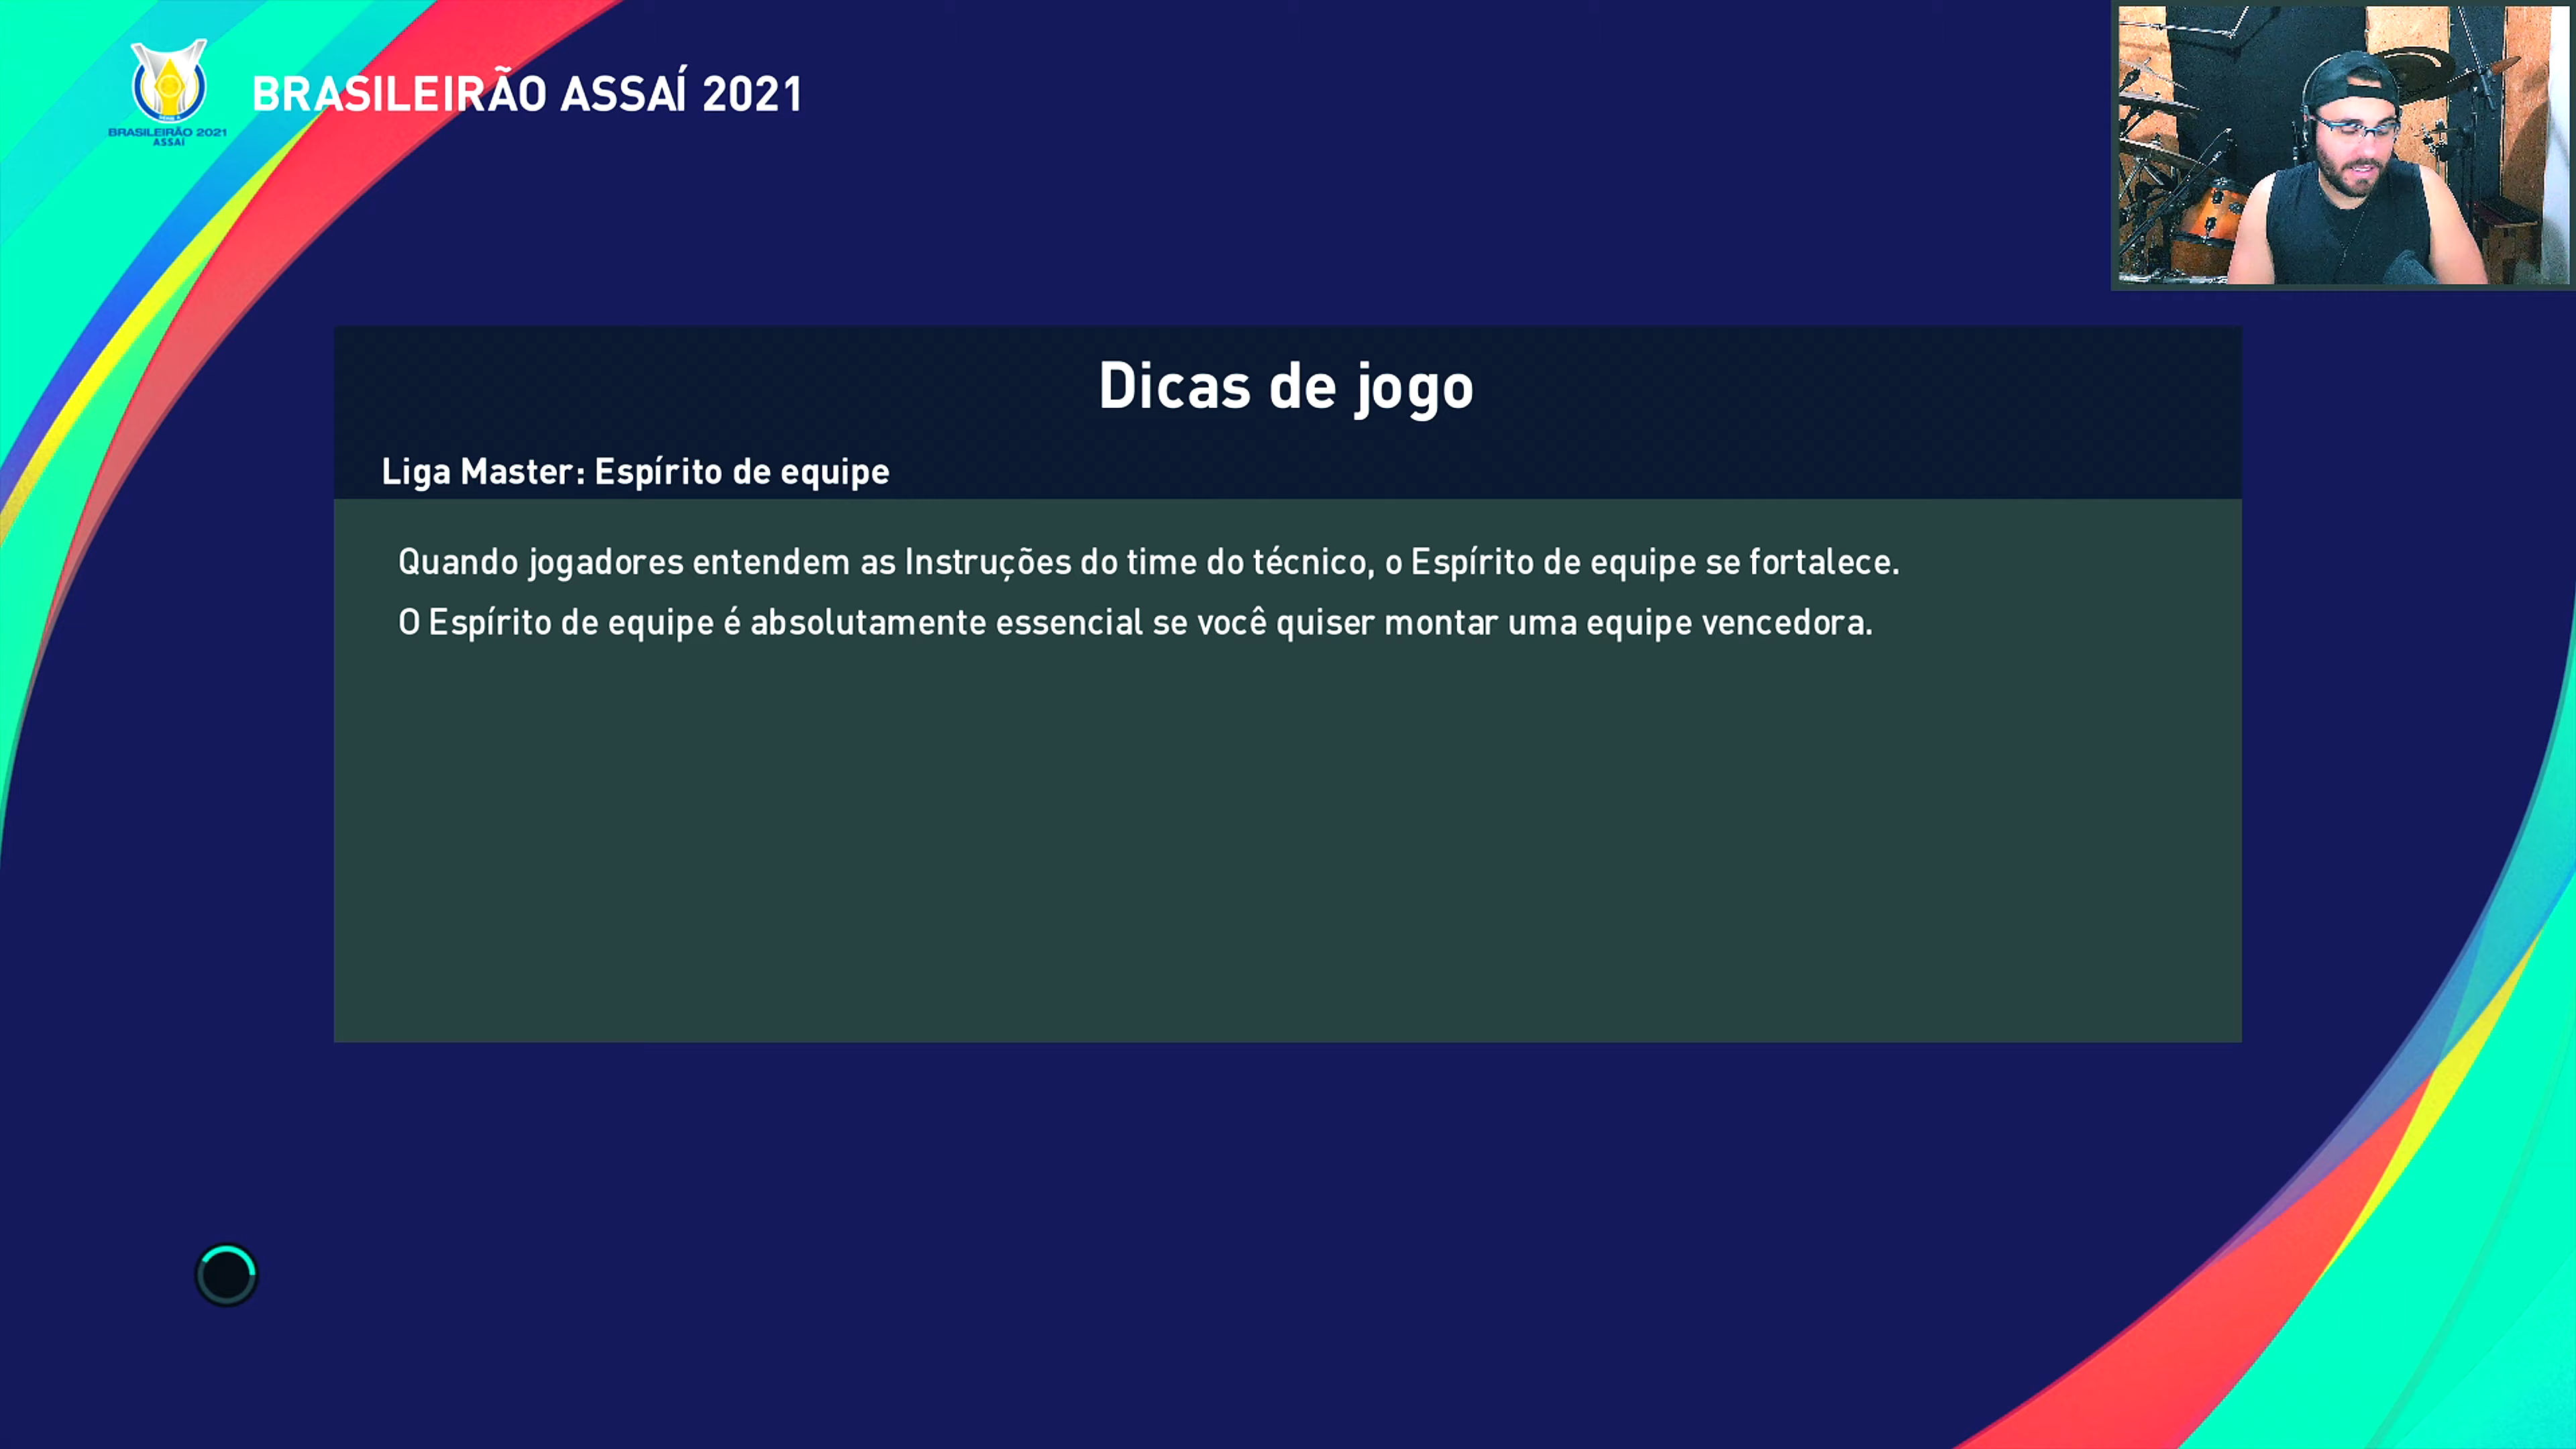 BRASILEIRÃO ASSAÍ 2021
BRASILEIRÃO 2021
ASSAÍ
Dicas de jogo
Liga Master: Espírito de equipe
Quando jogadores entendem as Instruções do time do técnico, o Espírito de equipe se fortalece.
O Espírito de equipe é absolutamente essencial se você quiser montar uma equipe vencedora.